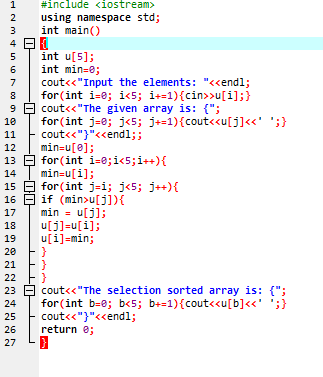 1 #include <iostream>
2 using namespace std;
3 int main()
4 {
5 int u[5];
6 int min=0;
7 cout<<"Input the elements: "<<endl;
8 for(int i=0; i<5; i+=1){cin>>u[i];}
9 cout<<"The given array is: {";
10 for(int j=0; j<5; j+=1){cout<<u[j]<<' ';}
11 cout<<"}"<<endl;;
12 min=u[0];
13 for(int i=0;i<5;i++){
14 min=u[i];
15 for(int j=i; j<5; j++){
16 if (min>u[j]){
17 min = u[j];
18 u[j]=u[i];
19 u[i]=min;
20 }
21 }
22 }
23 cout<<"The selection sorted array is: {";
24 for(int b=0; b<5; b+=1){cout<<u[b]<<' ';}
25 cout<<"}"<<endl;
26 return 0;
27 }